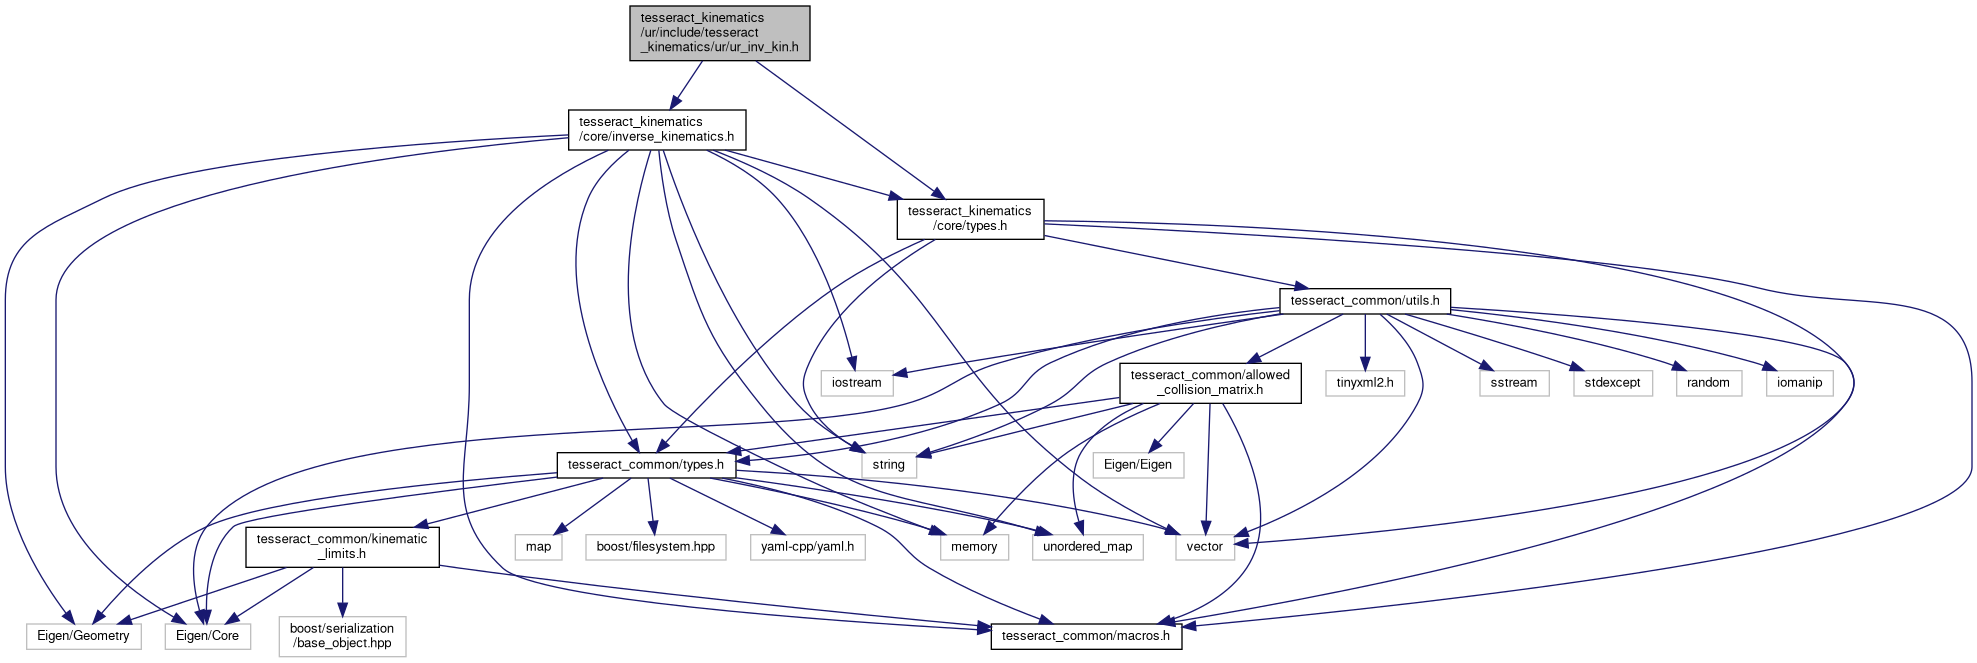 tesseract_kinematics
/ur/include/tesseract
_kinematics/ur/ur_inv_kin.h
tesseract_kinematics
/core/inverse_kinematics.h
tesseract_kinematics
/core/types.h
tesseract_common/utils.h
iostream
tesseract_common/allowed
_collision_matrix.h
tinyxml2.h
sstream
stdexcept
random
iomanip
tesseract_common/types.h
string
Eigen/Eigen
tesseract_common/kinematic
_limits.h
map
boost/filesystem.hpp
yaml-cpp/yaml.h
memory
unordered_map
vector
Eigen/Geometry
Eigen/Core
boost/serialization
/base_object.hpp
tesseract_common/macros.h